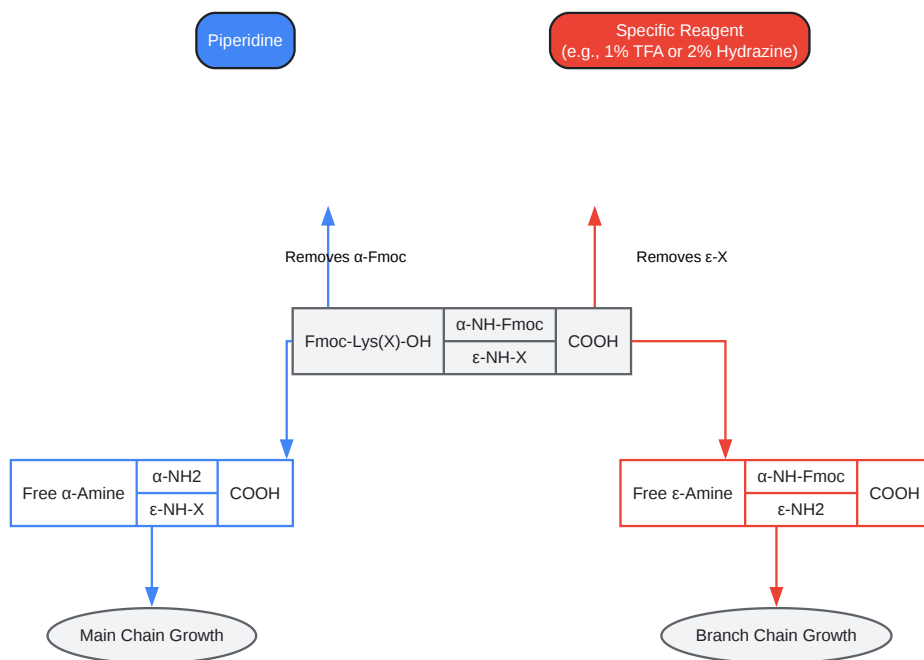 Piperidine
Specific Reagent
(e.g., 1% TFA or 2% Hydrazine)
Removes α-Fmoc
Removes ε-X
Fmoc-Lys(X)-OH
α-NH-Fmoc
ε-NH-X
COOH
Free α-Amine
α-NH2
ε-NH-X
COOH
Free ε-Amine
α-NH-Fmoc
ε-NH2
COOH
Main Chain Growth
Branch Chain Growth